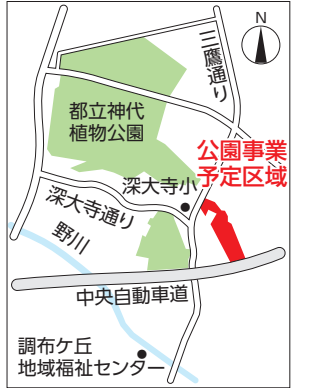 N
三鷹通り
都立神代
植物公園
公園事業
予定区域
深大寺小
深大寺通り
野川
中央自動車道
調布ケ丘
地域福祉センター